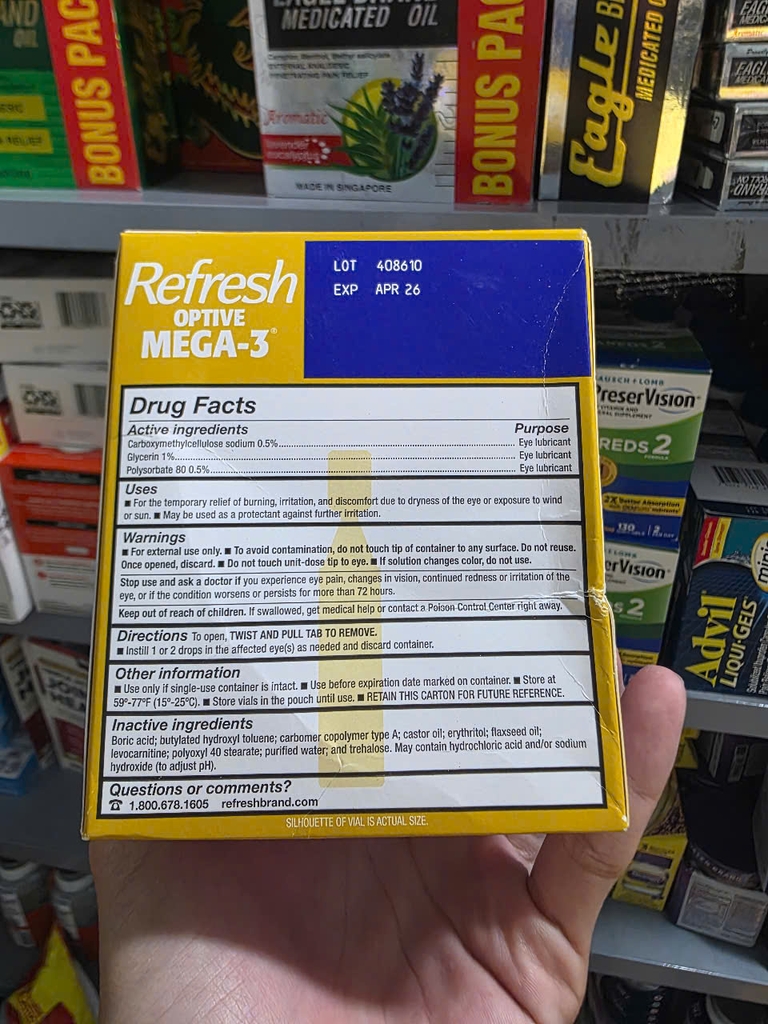 BONUS PAC
MEDICATED OIL
Aromatic
MADE IN SINGAPORE
BONUS PA
Eagle
MEDICATED
Refresh
OPTIVE
MEGA-3®
LOT 408610
EXP APR 26
Drug Facts
Active ingredients Purpose
Carboxymethylcellulose sodium 0.5%........ Eye lubricant
Glycerin 1%........ Eye lubricant
Polysorbate 80 0.5%........ Eye lubricant
Uses
■ For the temporary relief of burning, irritation, and discomfort due to dryness of the eye or exposure to wind
or sun. ■ May be used as a protectant against further irritation.
Warnings
■ For external use only. ■ To avoid contamination, do not touch tip of container to any surface. Do not reuse.
Once opened, discard. ■ Do not touch unit-dose tip to eye. ■ If solution changes color, do not use.
Stop use and ask a doctor if you experience eye pain, changes in vision, continued redness or irritation of the
eye, or if the condition worsens or persists for more than 72 hours.
Keep out of reach of children. If swallowed, get medical help or contact a Poison Control Center right away.
Directions To open, TWIST AND PULL TAB TO REMOVE.
■ Instill 1 or 2 drops in the affected eye(s) as needed and discard container.
Other information
■ Use only if single-use container is intact. ■ Use before expiration date marked on container. ■ Store at
59º-77ºF (15º-25ºC). ■ Store vials in the pouch until use. ■ RETAIN THIS CARTON FOR FUTURE REFERENCE.
Inactive ingredients
Boric acid; butylated hydroxyl toluene; carbomer copolymer type A; castor oil; erythritol; flaxseed oil;
levocarnitine; polyoxyl 40 stearate; purified water; and trehalose. May contain hydrochloric acid and/or sodium
hydroxide (to adjust pH).
Questions or comments?
☎ 1.800.678.1605 refreshbrand.com
SILHOUETTE OF VIAL IS ACTUAL SIZE.
AUSCH + LOMB
PreserVision
REDS 2
130
erVision
S 2
Advil
LIQUI-GELS
mini